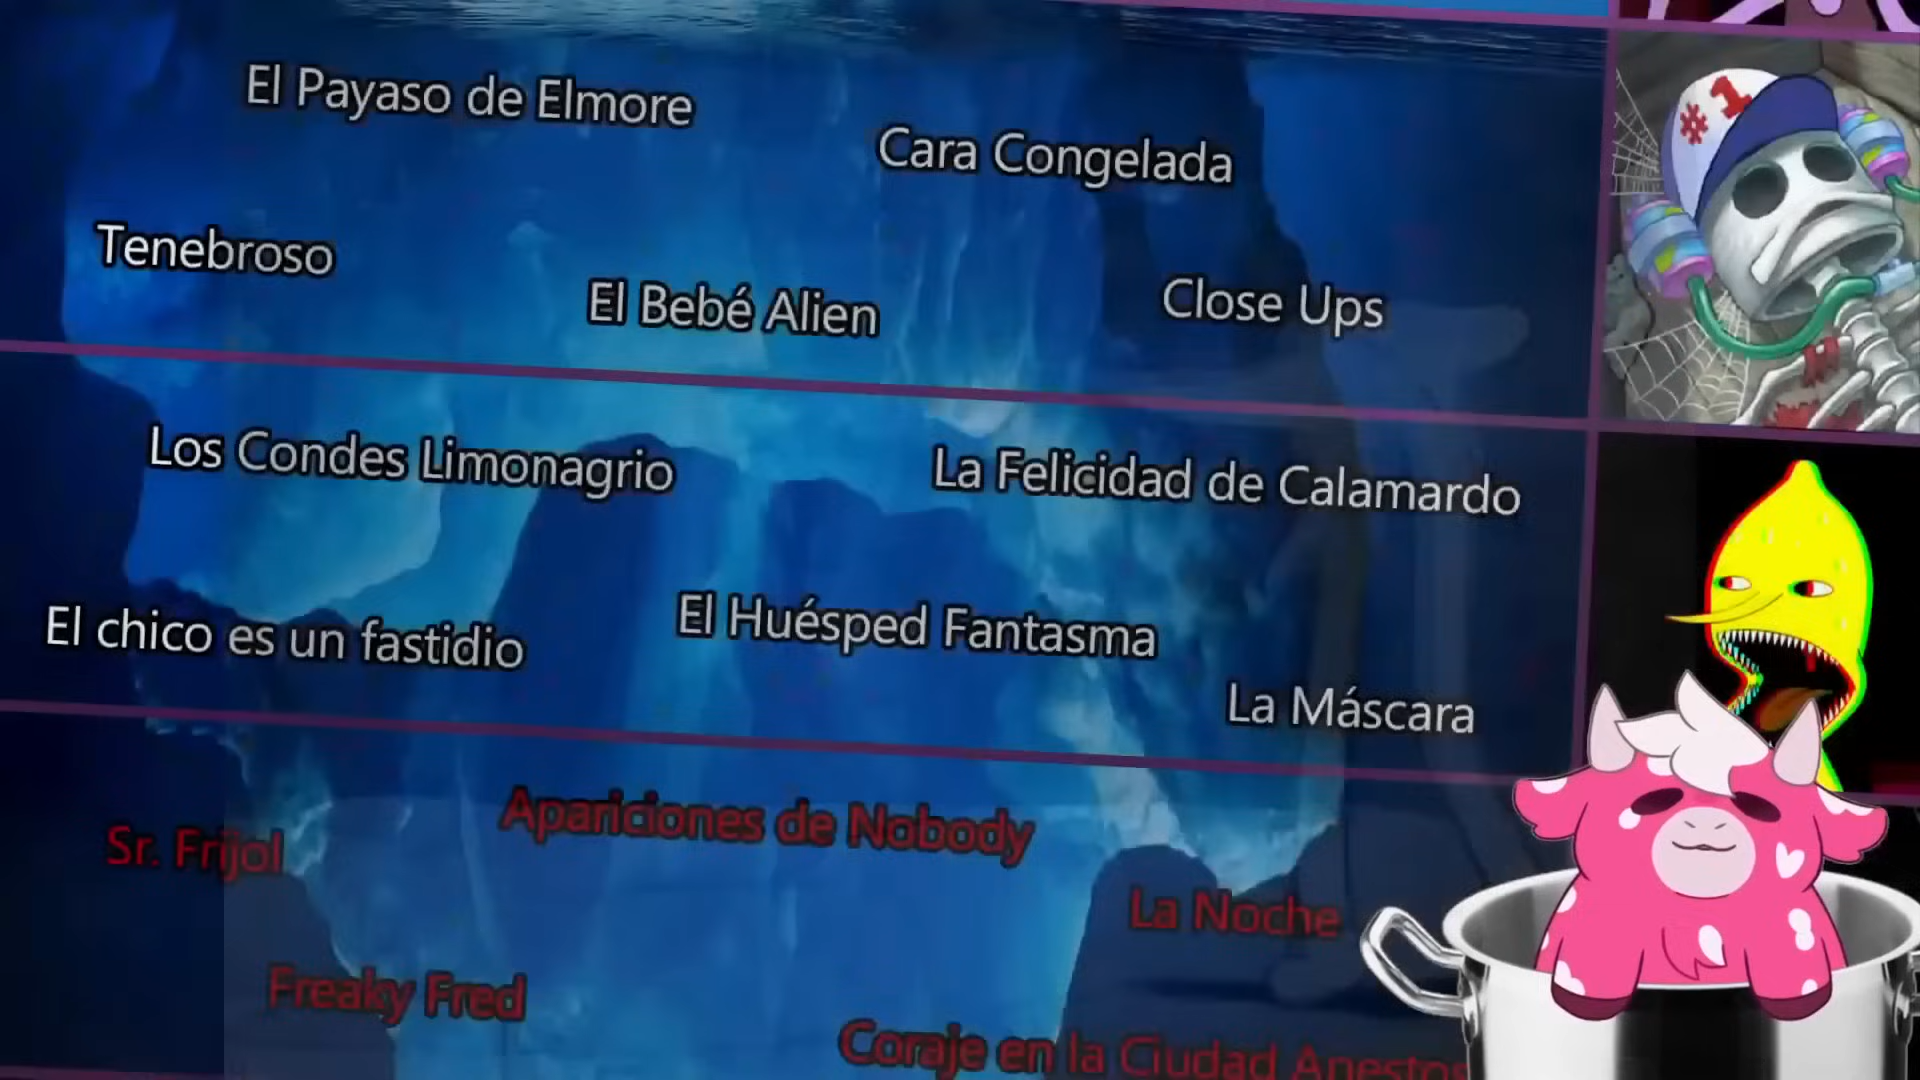 #1
El Payaso de Elmore
Cara Congelada
Tenebroso
El Bebé Alien
Close Ups
Los Condes Limonagrio
La Felicidad de Calamardo
El chico es un fastidio
El Huésped Fantasma
La Máscara
Apariciones de Nobody
Sr. Frijol
La Noche
Freaky Fred
Coraje en la Ciudad